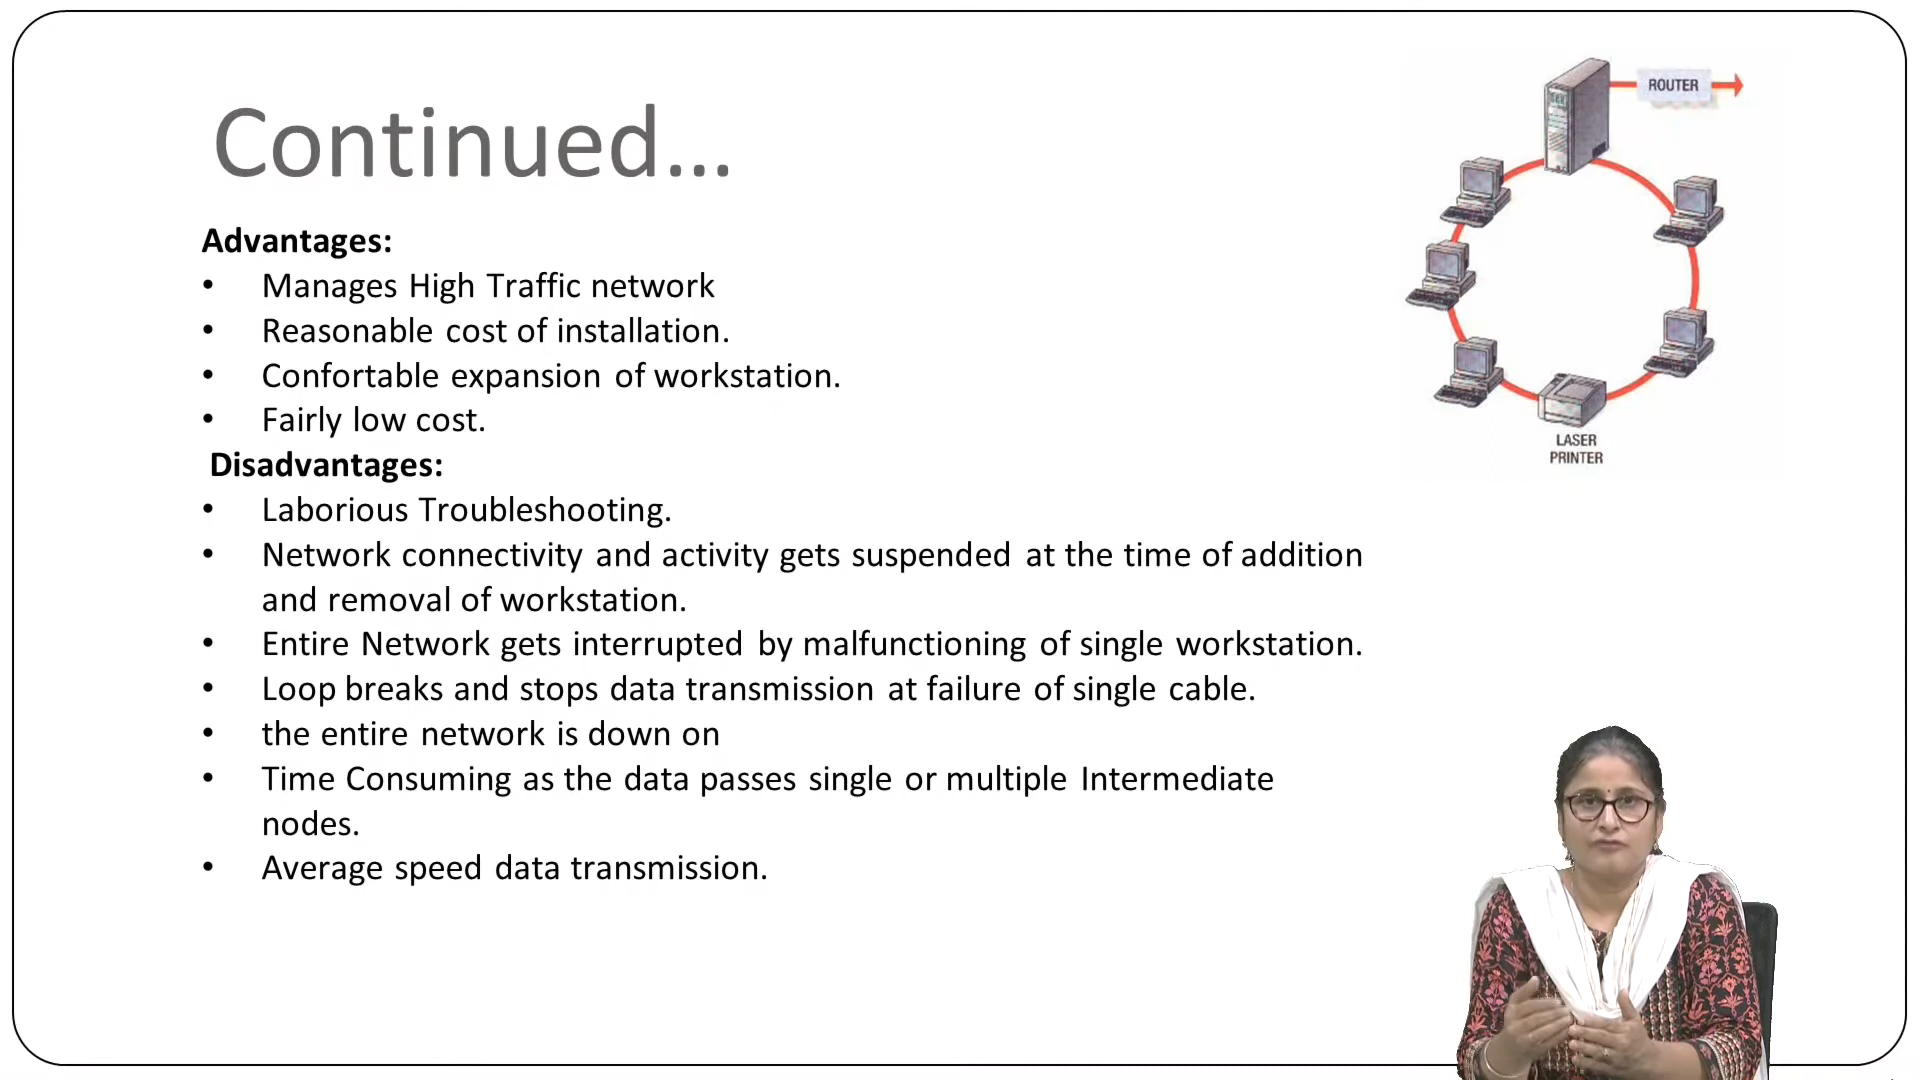 Continued...
ROUTER
Advantages:
• Manages High Traffic network
• Reasonable cost of installation.
• Confortable expansion of workstation.
• Fairly low cost.
LASER
PRINTER
Disadvantages:
• Laborious Troubleshooting.
• Network connectivity and activity gets suspended at the time of addition
and removal of workstation.
• Entire Network gets interrupted by malfunctioning of single workstation.
• Loop breaks and stops data transmission at failure of single cable.
• the entire network is down on
• Time Consuming as the data passes single or multiple Intermediate
nodes.
• Average speed data transmission.